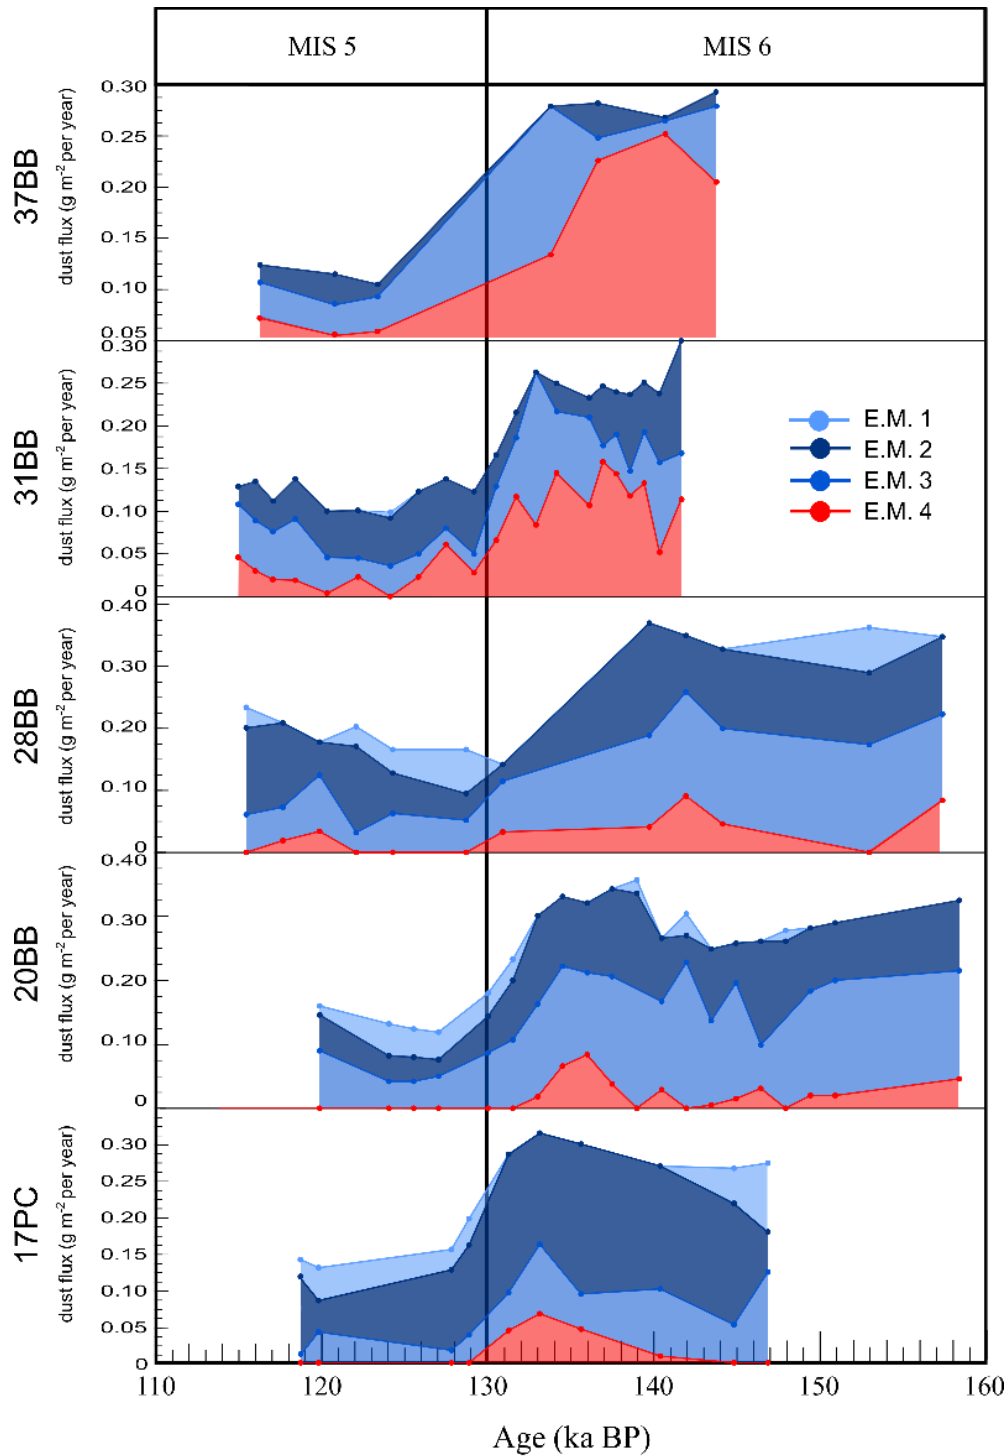 MIS 5 MIS 6
37BB
dust flux (g m⁻² per year)
0.30
0.25
0.20
0.15
0.10
0.05
31BB
dust flux (g m⁻² per year)
0.30
0.25
0.20
0.15
0.10
0.05
0
E.M. 1
E.M. 2
E.M. 3
E.M. 4
28BB
dust flux (g m⁻² per year)
0.40
0.30
0.20
0.10
0
20BB
dust flux (g m⁻² per year)
0.40
0.30
0.20
0.10
0
17PC
dust flux (g m⁻² per year)
0.30
0.25
0.20
0.15
0.10
0.05
0
110 120 130 140 150 160
Age (ka BP)